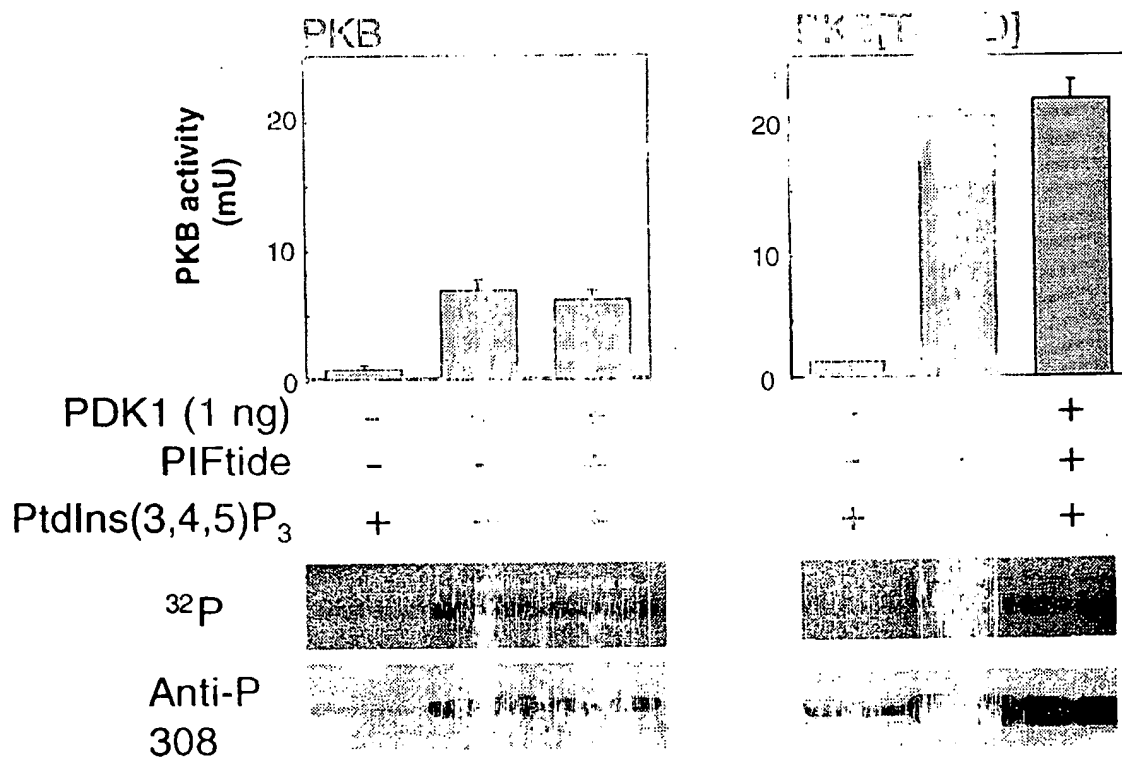 PKB
PKB activity
(mU)
20
10
0
20
10
0
PDK1 (1 ng) - +
PIFtide - - +
PtdIns(3,4,5)P3 + + +
32P
Anti-P
308